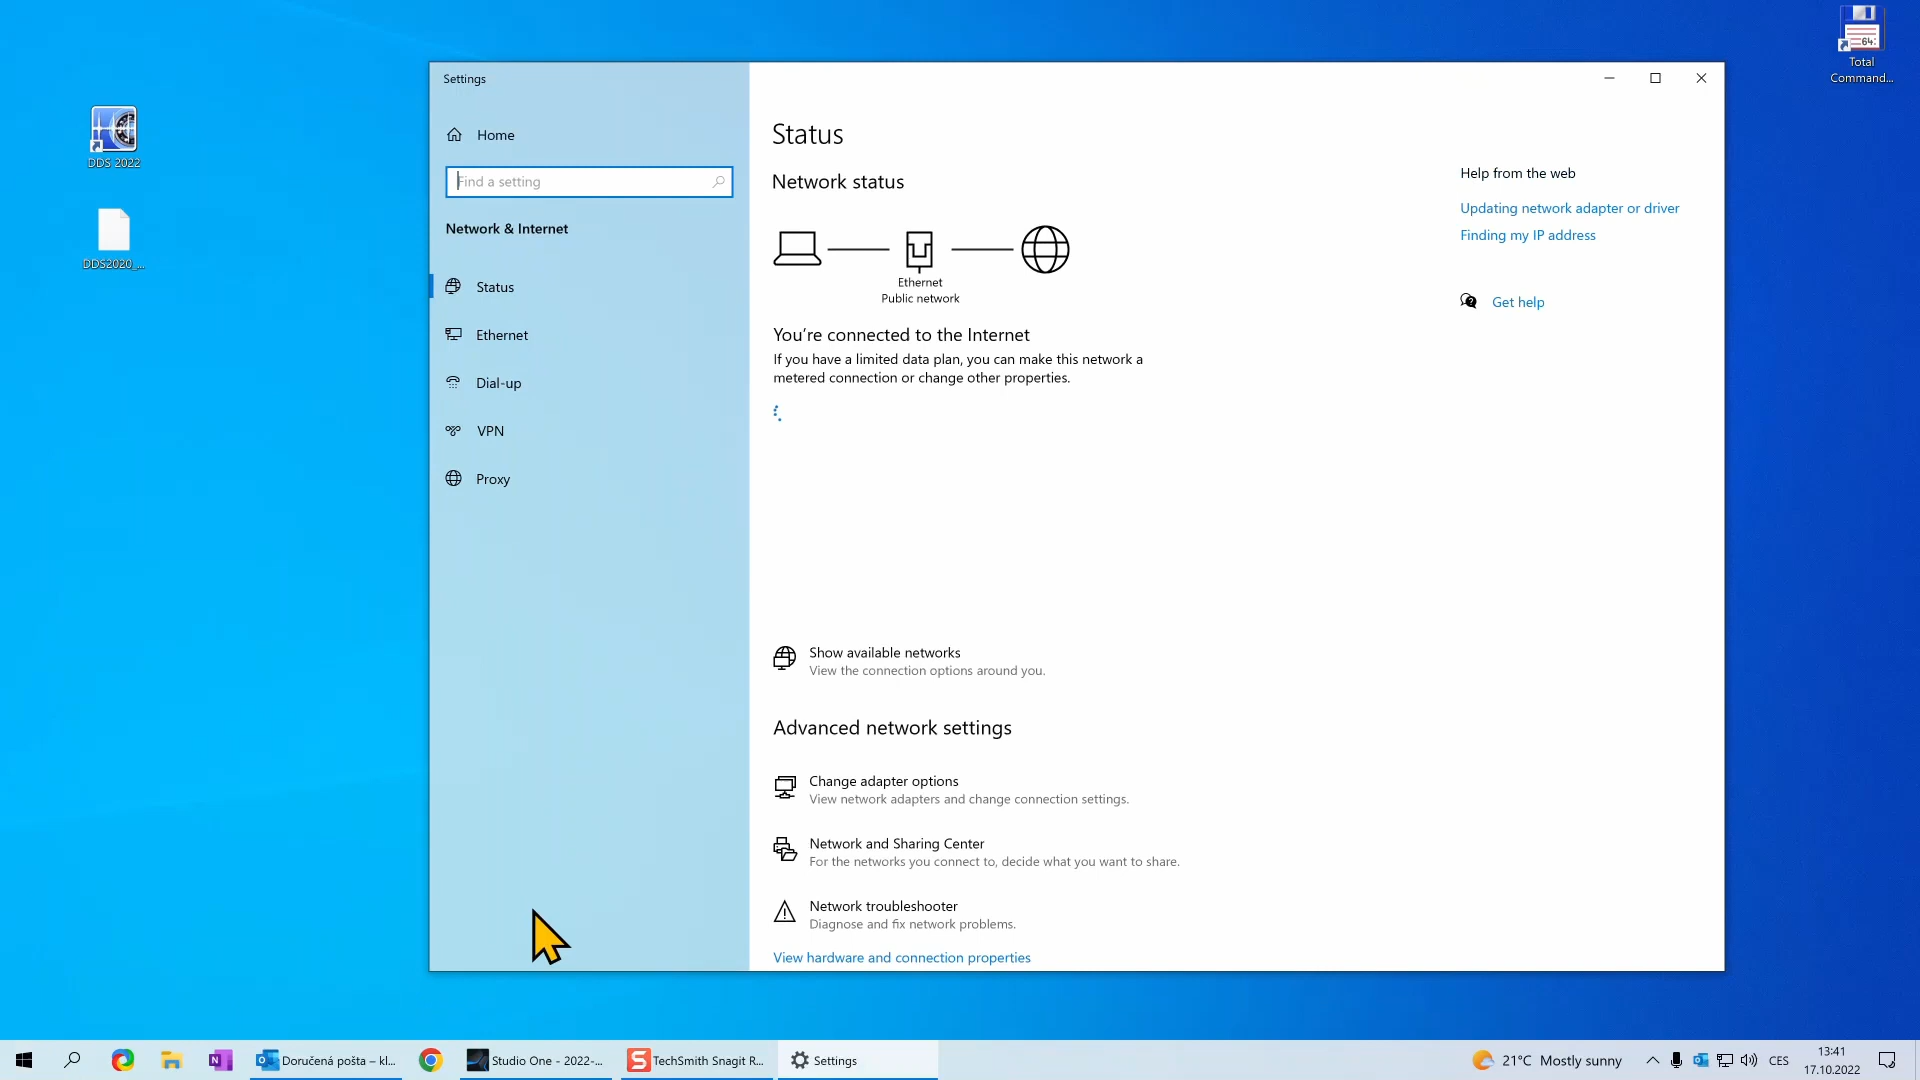 Total
Command...
DDS 2022
DDS2020_...
Settings
Home
Find a setting
Network & Internet
Status
Ethernet
Dial-up
VPN
Proxy
Status
Network status
Ethernet
Public network
You're connected to the Internet
If you have a limited data plan, you can make this network a
metered connection or change other properties.
Show available networks
View the connection options around you.
Advanced network settings
Change adapter options
View network adapters and change connection settings.
Network and Sharing Center
For the networks you connect to, decide what you want to share.
Network troubleshooter
Diagnose and fix network problems.
View hardware and connection properties
Help from the web
Updating network adapter or driver
Finding my IP address
Get help
Doručená pošta – kl...
Studio One - 2022-...
TechSmith Snagit R...
Settings
21°C Mostly sunny
CES
13:41
17.10.2022